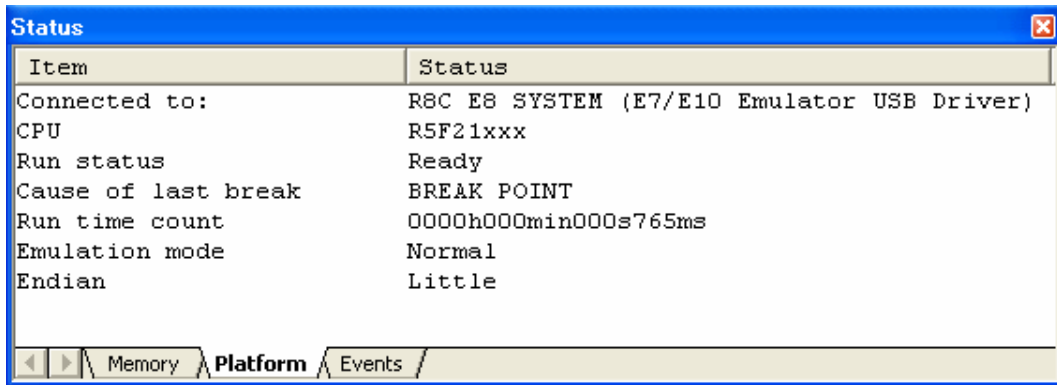 Status
Item Status
Connected to: R8C E8 SYSTEM (E7/E10 Emulator USB Driver)
CPU R5F21xxx
Run status Ready
Cause of last break BREAK POINT
Run time count 0000h000min000s765ms
Emulation mode Normal
Endian Little
Memory Platform Events